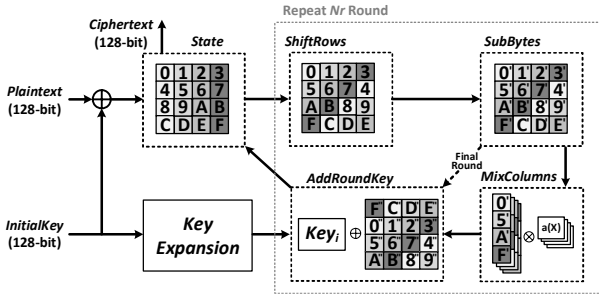 Repeat Nr Round
Ciphertext
(128-bit)
State
ShiftRows
SubBytes
0 1 2 3
4 5 6 7
8 9 A B
C D E F
0 1 2 3
5 6 7 4
A B 8 9
F C D E
0' 1' 2' 3'
5' 6' 7' 4'
A' B' 8' 9'
F' C' D' E'
Plaintext
(128-bit)
Final
Round
AddRoundKey
MixColumns
InitialKey
(128-bit)
Key
Expansion
Keyi
F" C" D" E"
0" 1" 2" 3"
5" 6" 7" 4"
A" B" 8" 9"
0'
5'
A'
F'
a(X)